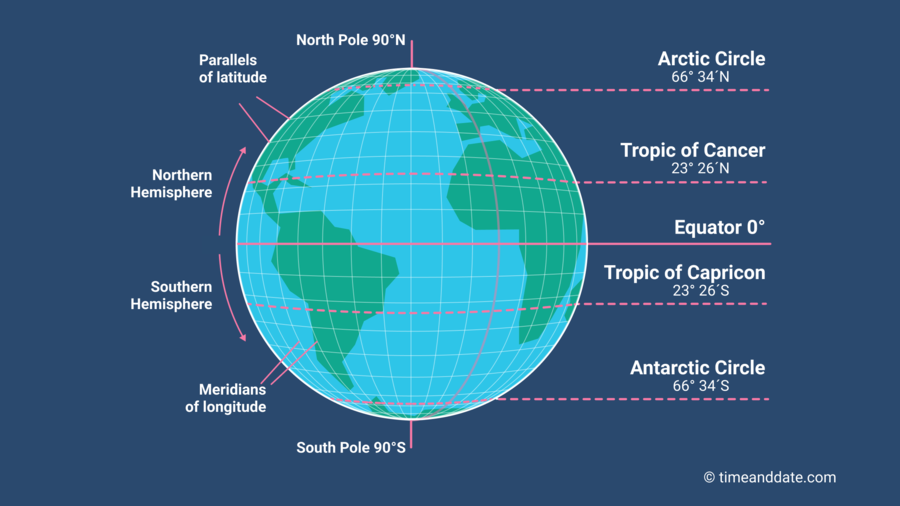 North Pole 90°N
Parallels
of latitude
Arctic Circle
66° 34´N
Tropic of Cancer
23° 26´N
Northern
Hemisphere
Equator 0°
Tropic of Capricon
23° 26´S
Southern
Hemisphere
Antarctic Circle
66° 34´S
Meridians
of longitude
South Pole 90°S
© timeanddate.com